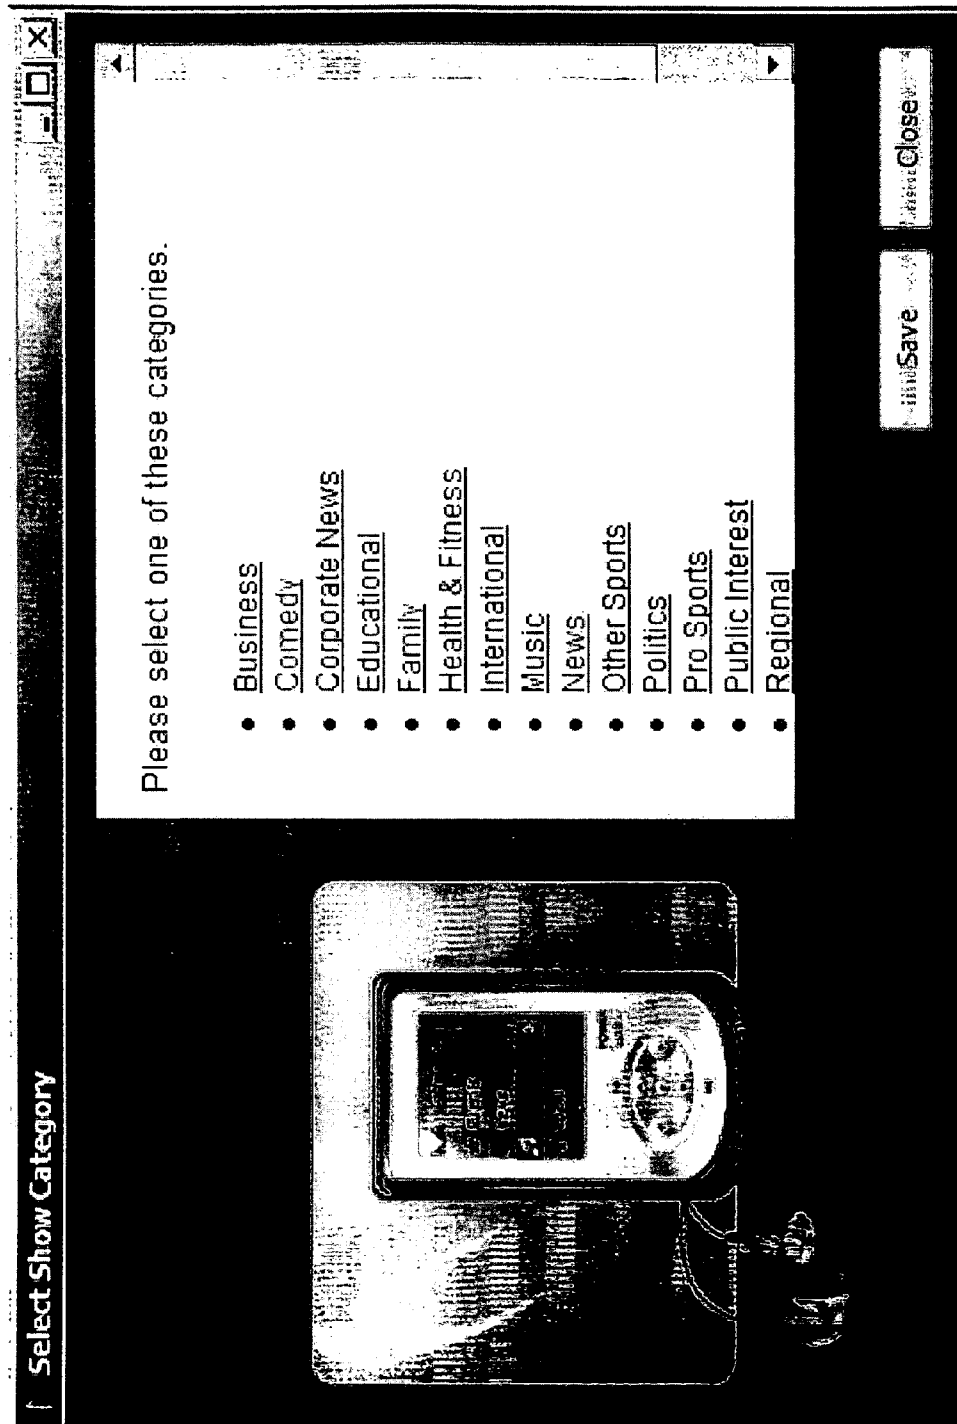 Select Show Category
Please select one of these categories.
Business
Comedy
Corporate News
Educational
Family
Health & Fitness
International
Music
News
Other Sports
Politics
Pro Sports
Public Interest
Regional
Save
Close